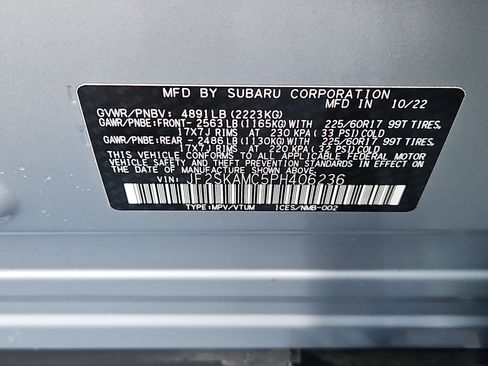 MFD BY SUBARU CORPORATION
MFD IN 10/22
GVWR/PNBV: 4891LB(2223KG)
GAWR/PNBE:FRONT- 2563LB(1165KG)WITH 225/60R17 99T TIRES,
17X7J RIMS AT 230 KPA( 33 PSI)COLD
GAWR/PNBE:REAR -2486LB(1130KG)WITH 225/60R17 99T TIRES,
17X7J RIMS AT 220 KPA( 32 PSI)COLD
THIS VEHICLE CONFORMS TO ALL APPLICABLE FEDERAL MOTOR
VEHICLE SAFETY STANDARDS IN EFFECT ON THE
DATE OF MANUFACTURE SHOWN ABOVE.
VIN: JF2SKAMC5PH406236
TYPE:MPV/VTUM ICES/NMB-002